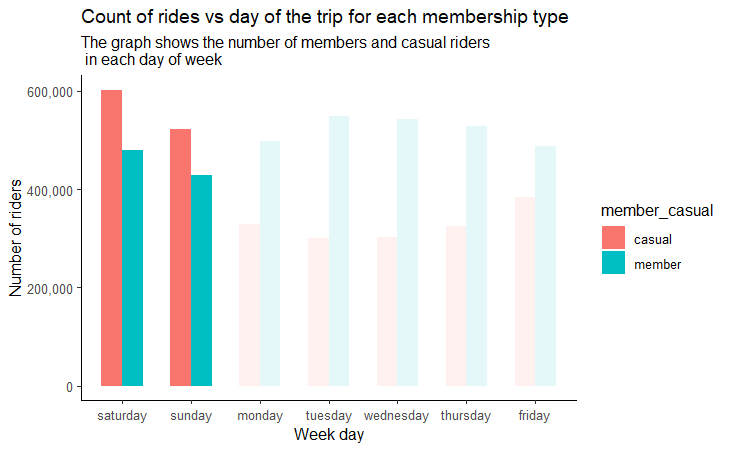 Count of rides vs day of the trip for each membership type
The graph shows the number of members and casual riders
in each day of week
600,000
400,000
200,000
0
Number of riders
saturday sunday monday tuesday wednesday thursday friday
Week day
member_casual
casual
member